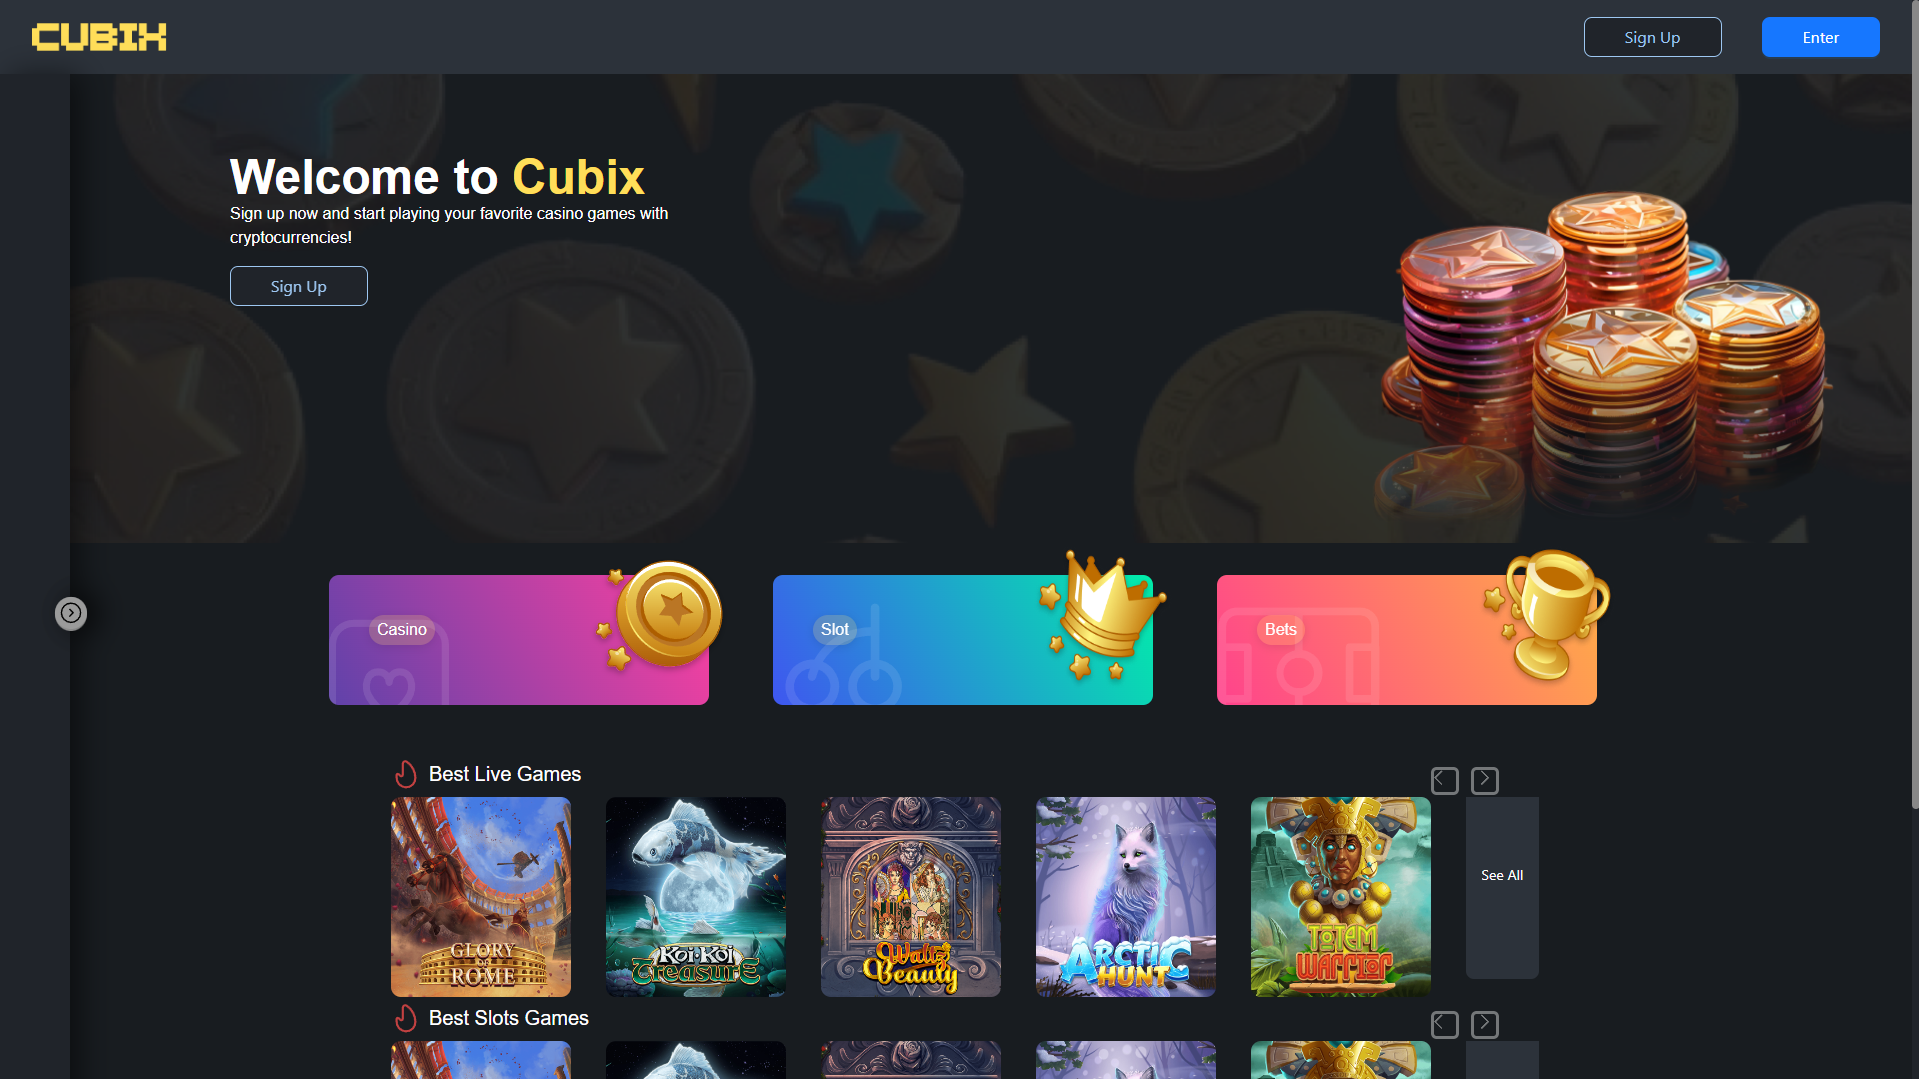 CUBIX
Sign Up
Enter
Welcome to Cubix
Sign up now and start playing your favorite casino games with
cryptocurrencies!
Sign Up
Casino
Slot
Bets
Best Live Games
GLORY
OF
ROME
KOI-KOI
TREASURE
Waltz
Beauty
ARCTIC
HUNT
TOTEM
WARRIOR
See All
Best Slots Games